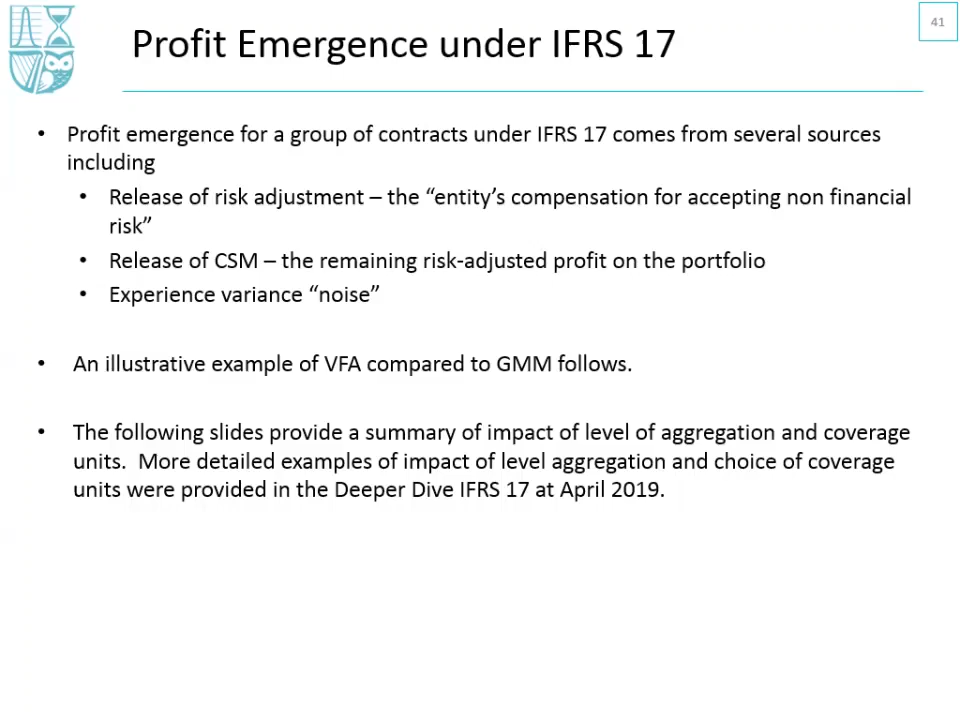 41
Profit Emergence under IFRS 17
• Profit emergence for a group of contracts under IFRS 17 comes from several sources
including
• Release of risk adjustment – the “entity’s compensation for accepting non financial
risk”
• Release of CSM – the remaining risk-adjusted profit on the portfolio
• Experience variance “noise”
• An illustrative example of VFA compared to GMM follows.
• The following slides provide a summary of impact of level of aggregation and coverage
units.  More detailed examples of impact of level aggregation and choice of coverage
units were provided in the Deeper Dive IFRS 17 at April 2019.